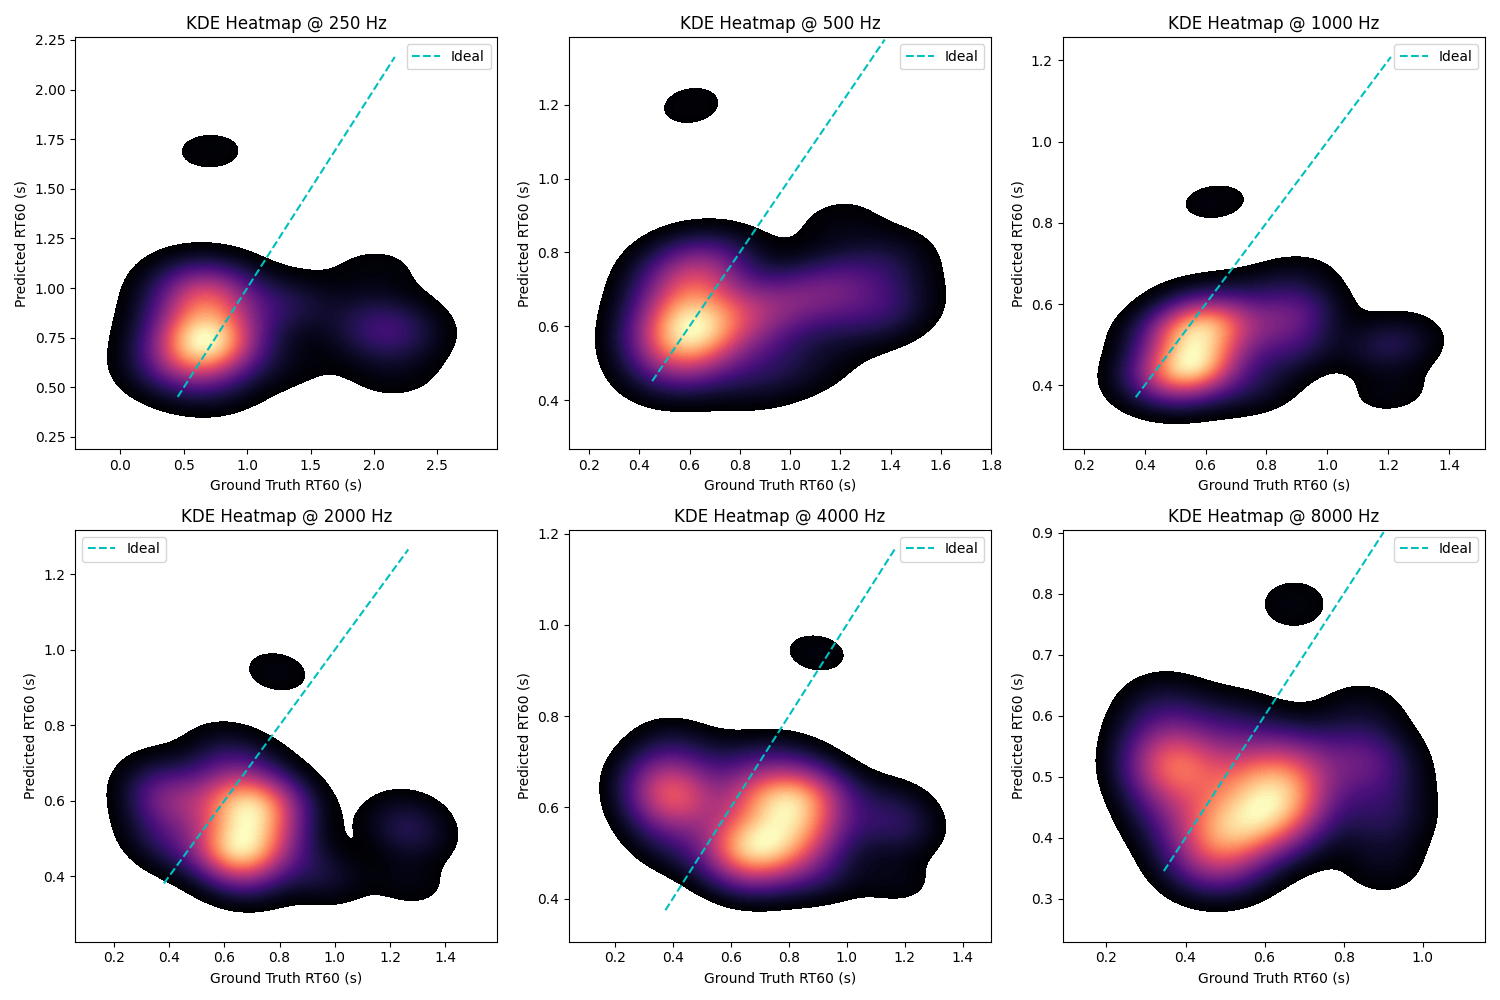 KDE Heatmap @ 250 Hz
Ideal
2.25
2.00
1.75
1.50
1.25
1.00
0.75
0.50
0.25
Predicted RT60 (s)
0.0 0.5 1.0 1.5 2.0 2.5
Ground Truth RT60 (s)
KDE Heatmap @ 500 Hz
Ideal
1.2
1.0
0.8
0.6
0.4
Predicted RT60 (s)
0.2 0.4 0.6 0.8 1.0 1.2 1.4 1.6 1.8
Ground Truth RT60 (s)
KDE Heatmap @ 1000 Hz
Ideal
1.2
1.0
0.8
0.6
0.4
Predicted RT60 (s)
0.2 0.4 0.6 0.8 1.0 1.2 1.4
Ground Truth RT60 (s)
KDE Heatmap @ 2000 Hz
Ideal
1.2
1.0
0.8
0.6
0.4
Predicted RT60 (s)
0.2 0.4 0.6 0.8 1.0 1.2 1.4
Ground Truth RT60 (s)
KDE Heatmap @ 4000 Hz
Ideal
1.2
1.0
0.8
0.6
0.4
Predicted RT60 (s)
0.2 0.4 0.6 0.8 1.0 1.2 1.4
Ground Truth RT60 (s)
KDE Heatmap @ 8000 Hz
Ideal
0.9
0.8
0.7
0.6
0.5
0.4
0.3
Predicted RT60 (s)
0.2 0.4 0.6 0.8 1.0
Ground Truth RT60 (s)